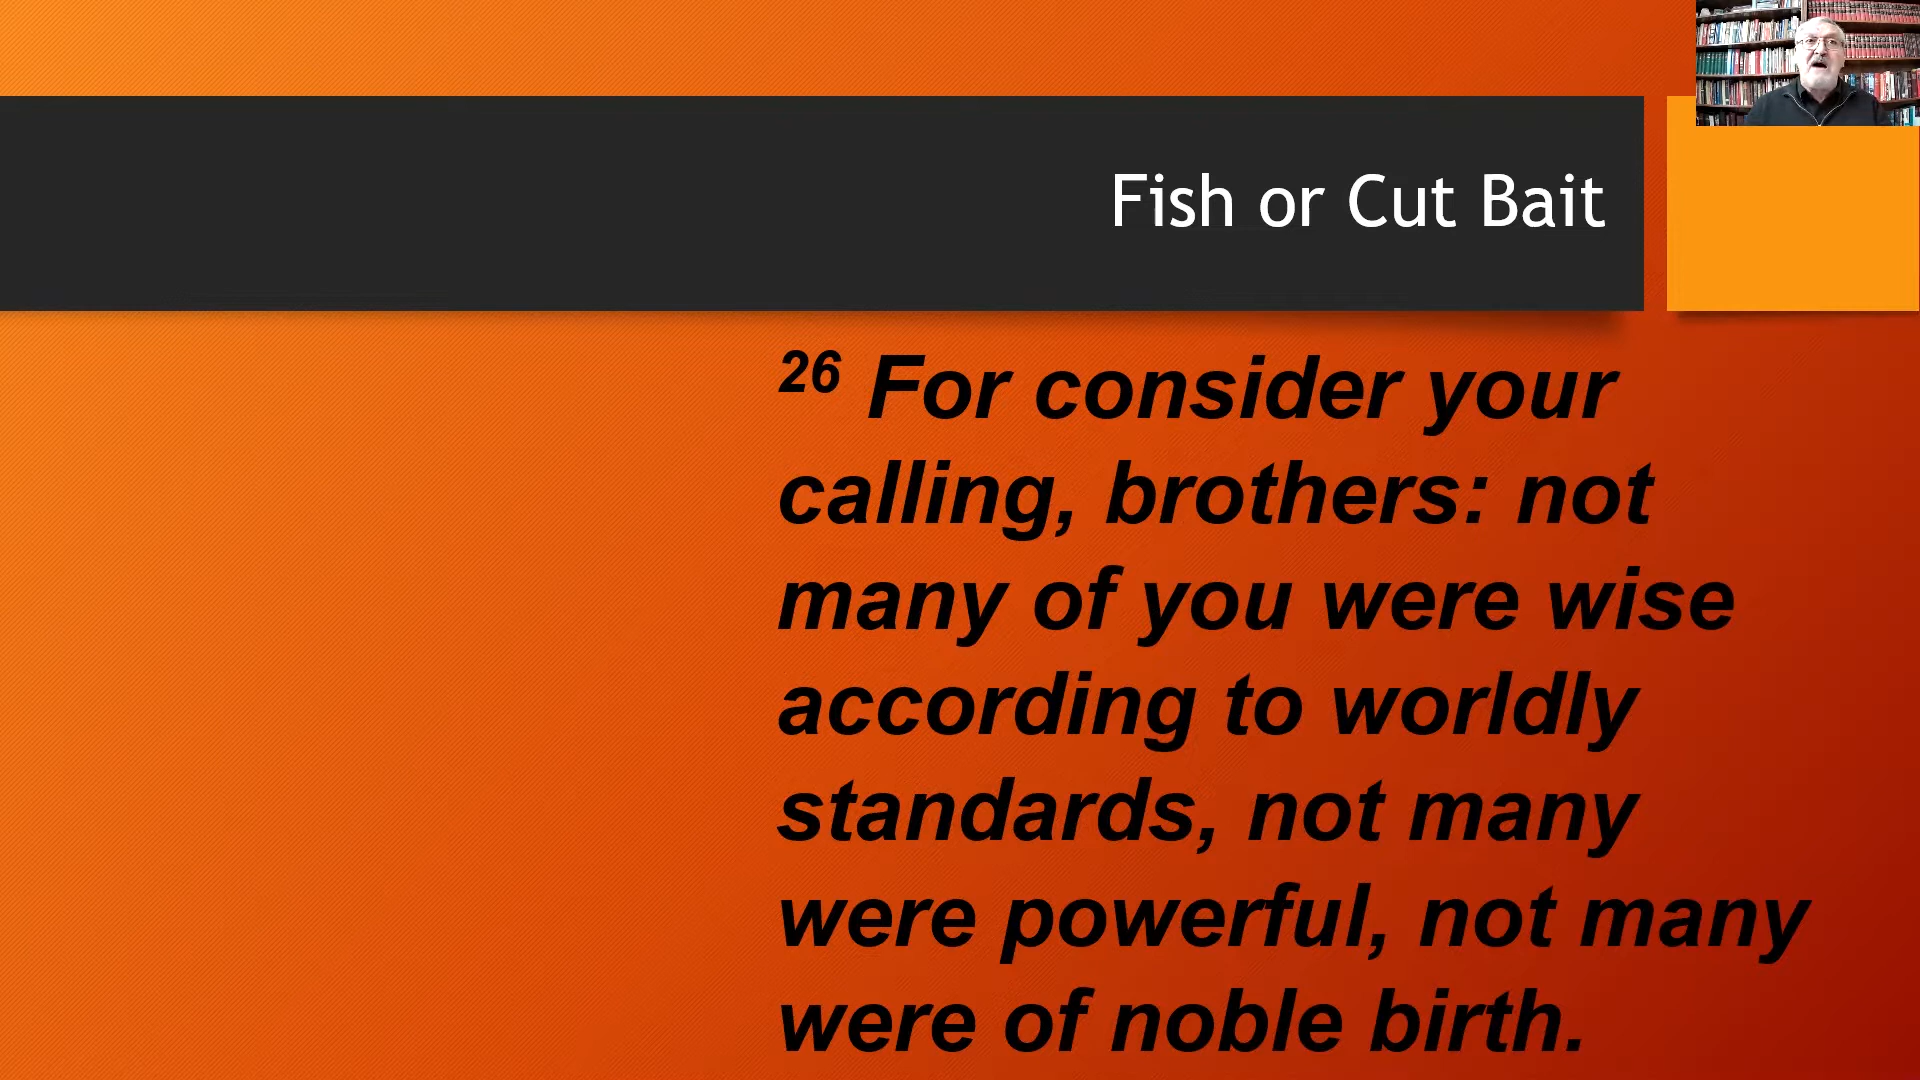 Fish or Cut Bait
26 For consider your
calling, brothers: not
many of you were wise
according to worldly
standards, not many
were powerful, not many
were of noble birth.